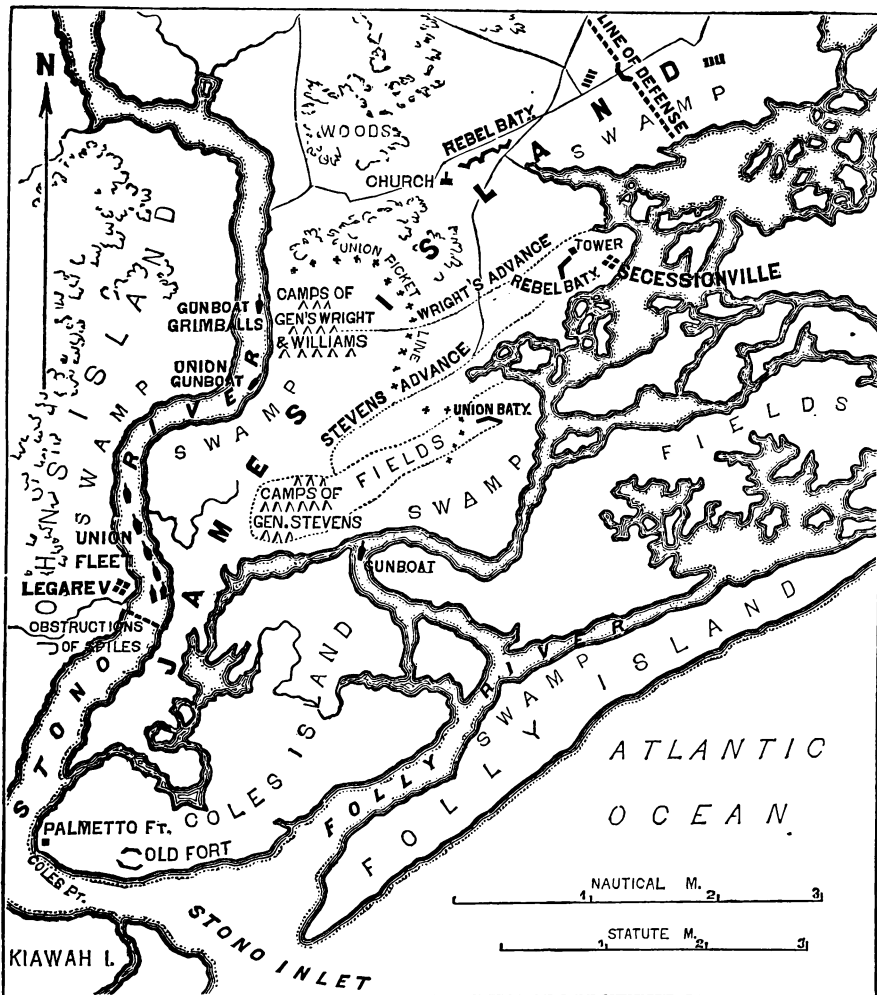 N
LINE OF DEFENSE
WOODS
REBEL BATY.
SWAMP
CHURCH
JAMES ISLAND
UNION PICKET LINE
TOWER
REBEL BATY.
SECESSIONVILLE
WRIGHT'S ADVANCE
JOHNS ISLAND
GUNBOAT
GRIMBALLS
CAMPS OF
GEN'S WRIGHT
& WILLIAMS
UNION
GUNBOAT
STEVENS ADVANCE
UNION BATY.
SWAMP
SWAMP
FIELDS
FIELDS
SWAMP
CAMPS OF
GEN. STEVENS
UNION
FLEET
LEGAREV
GUNBOAT
OBSTRUCTIONS
OF SPILES
STONO RIVER
COLES ISLAND
FOLLY RIVER
SWAMP
FOLLY ISLAND
ATLANTIC
OCEAN.
PALMETTO FT.
OLD FORT
COLES PT.
STONO INLET
KIAWAH I.
NAUTICAL M.
1 2 3
STATUTE M.
1 2 3